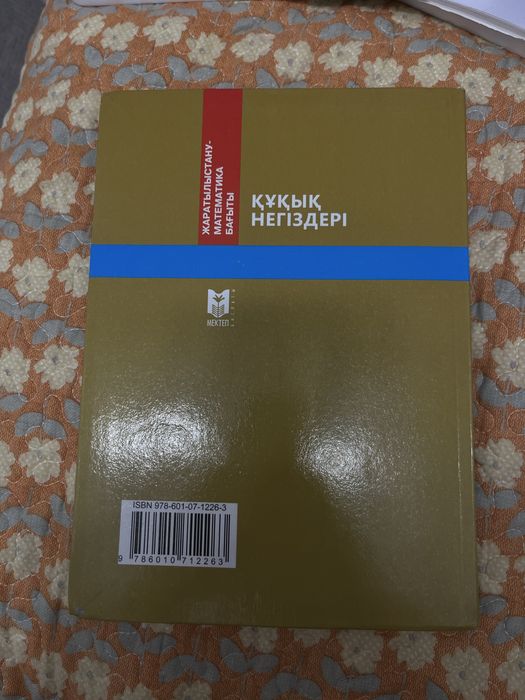 ЖАРАТЫЛЫСТАНУ-
МАТЕМАТИКА
БАҒЫТЫ
ҚҰҚЫҚ
НЕГІЗДЕРІ
МЕКТЕП
ISBN 978-601-07-1226-3
9 786010 712263